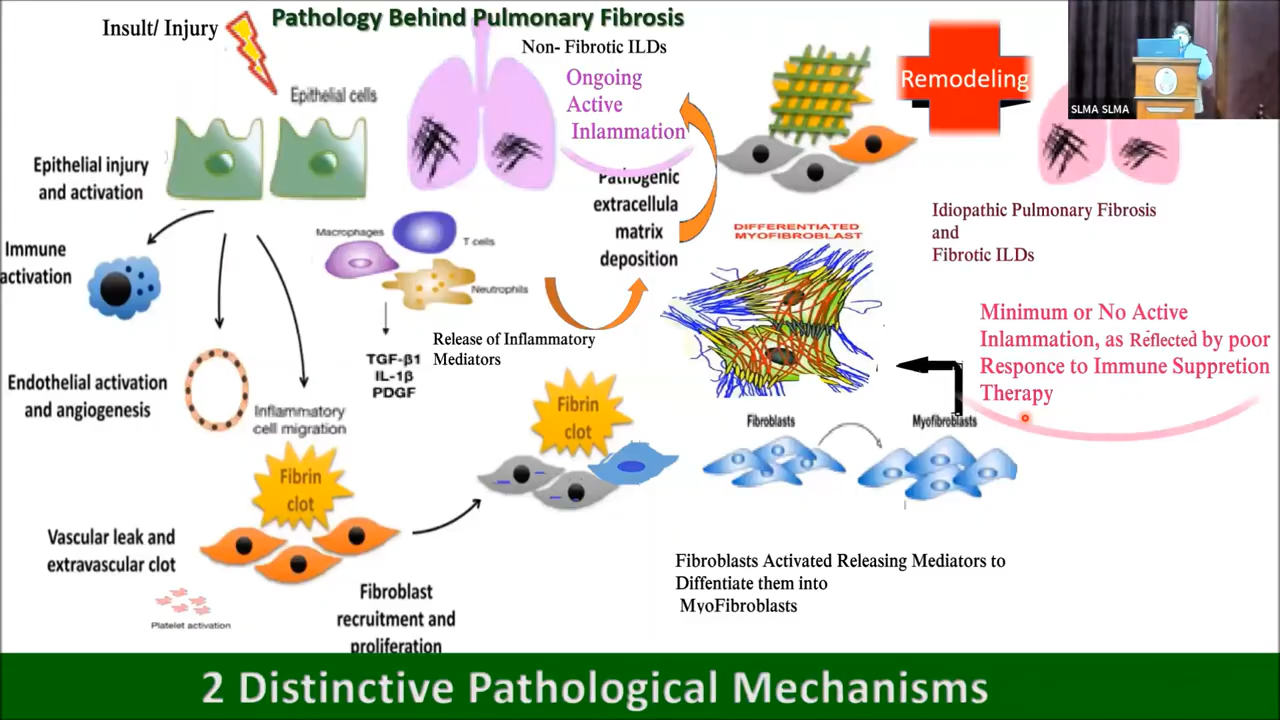 Pathology Behind Pulmonary Fibrosis
Insult/ Injury
Non- Fibrotic ILDs
Ongoing
Active
Inlammation
Remodeling
SLMA SLMA
Epithelial cells
Epithelial injury
and activation
Pathogenic
extracellula
matrix
deposition
Idiopathic Pulmonary Fibrosis
and
Fibrotic ILDs
DIFFERENTIATED
MYOFIBROBLAST
Immune
activation
Macrophages
T cells
Neutrophils
Release of Inflammatory
Mediators
TGF-β1
IL-1β
PDGF
Minimum or No Active
Inlammation, as Reflected by poor
Responce to Immune Suppretion
Therapy
Endothelial activation
and angiogenesis
Inflammatory
cell migration
Fibrin
clot
Fibrin
clot
Fibroblasts
Myofibroblasts
Vascular leak and
extravascular clot
Platelet activation
Fibroblast
recruitment and
proliferation
Fibroblasts Activated Releasing Mediators to
Diffentiate them into
MyoFibroblasts
2 Distinctive Pathological Mechanisms